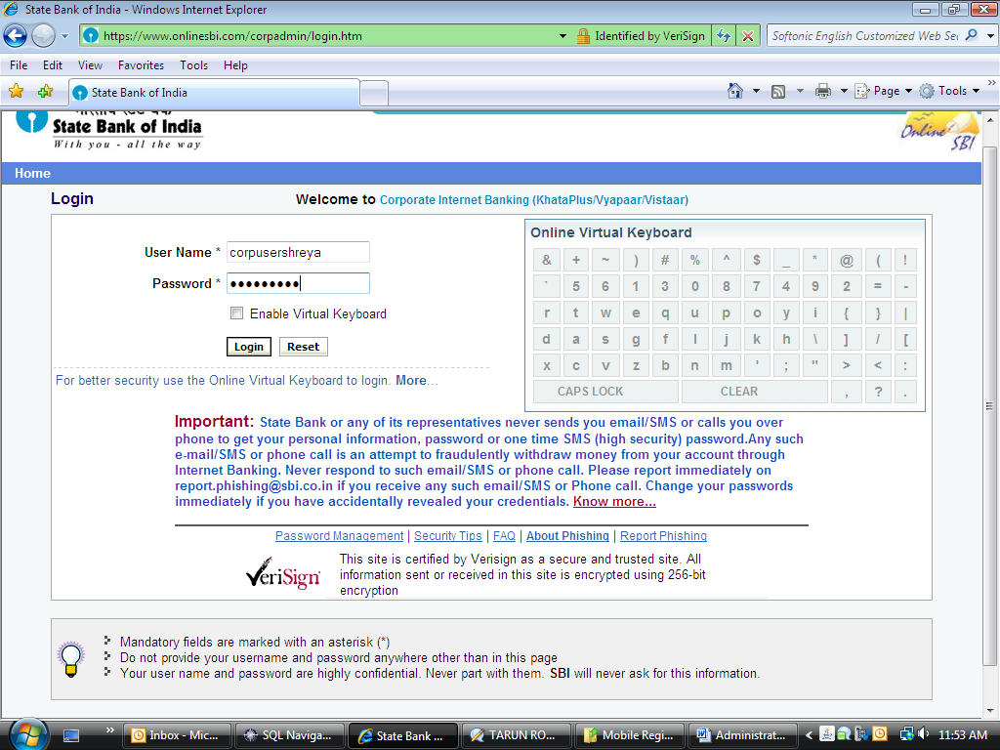 State Bank of India - Windows Internet Explorer
https://www.onlinesbi.com/corpadmin/login.htm
Identified by VeriSign
Softonic English Customized Web Se
File Edit View Favorites Tools Help
State Bank of India
Page Tools
State Bank of India
With you - all the way
Online SBI
Home
Login
Welcome to Corporate Internet Banking (KhataPlus/Vyapaar/Vistaar)
User Name * corpusershreya
Password * •••••••••
Enable Virtual Keyboard
Login Reset
For better security use the Online Virtual Keyboard to login. More...
Online Virtual Keyboard
& + ~ ) # % ^ $ _ * @ ( !
` 5 6 1 3 0 8 7 4 9 2 = -
r t w e q u p o y i { } |
d a s g f l j k h \ ] / [
x c v z b n m ' ; " > < :
CAPS LOCK CLEAR , ? .
Important: State Bank or any of its representatives never sends you email/SMS or calls you over
phone to get your personal information, password or one time SMS (high security) password.Any such
e-mail/SMS or phone call is an attempt to fraudulently withdraw money from your account through
Internet Banking. Never respond to such email/SMS or phone call. Please report immediately on
report.phishing@sbi.co.in if you receive any such email/SMS or Phone call. Change your passwords
immediately if you have accidentally revealed your credentials. Know more...
Password Management | Security Tips | FAQ | About Phishing | Report Phishing
VeriSign
This site is certified by Verisign as a secure and trusted site. All
information sent or received in this site is encrypted using 256-bit
encryption
Mandatory fields are marked with an asterisk (*)
Do not provide your username and password anywhere other than in this page
Your user name and password are highly confidential. Never part with them. SBI will never ask for this information.
Inbox - Mic... SQL Naviga... State Bank ... TARUN RO... Mobile Regi... Administrat... 11:53 AM